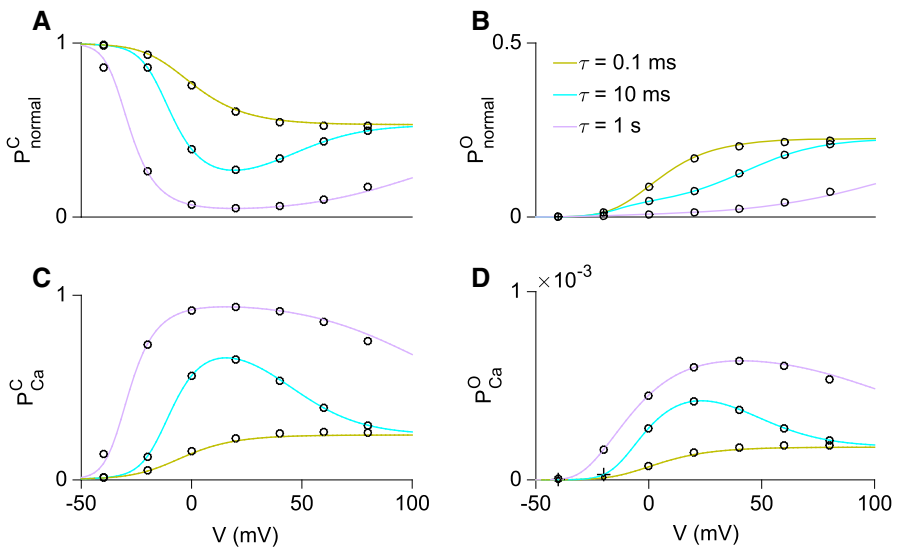 A
1
0
P^C_normal
B
0.5
0
P^O_normal
τ = 0.1 ms
τ = 10 ms
τ = 1 s
C
1
0
P^C_Ca
-50 0 50 100
V (mV)
D
×10^-3
1
0
P^O_Ca
-50 0 50 100
V (mV)